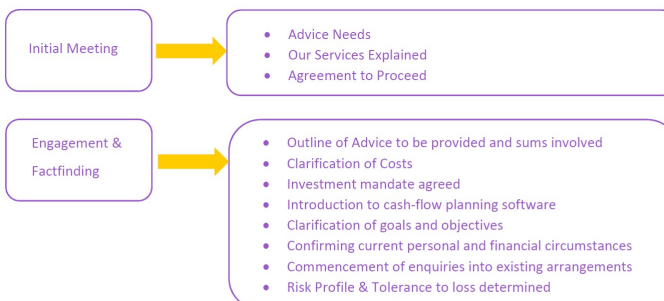 Initial Meeting
Advice Needs
Our Services Explained
Agreement to Proceed
Engagement &
Factfinding
Outline of Advice to be provided and sums involved
Clarification of Costs
Investment mandate agreed
Introduction to cash-flow planning software
Clarification of goals and objectives
Confirming current personal and financial circumstances
Commencement of enquiries into existing arrangements
Risk Profile & Tolerance to loss determined